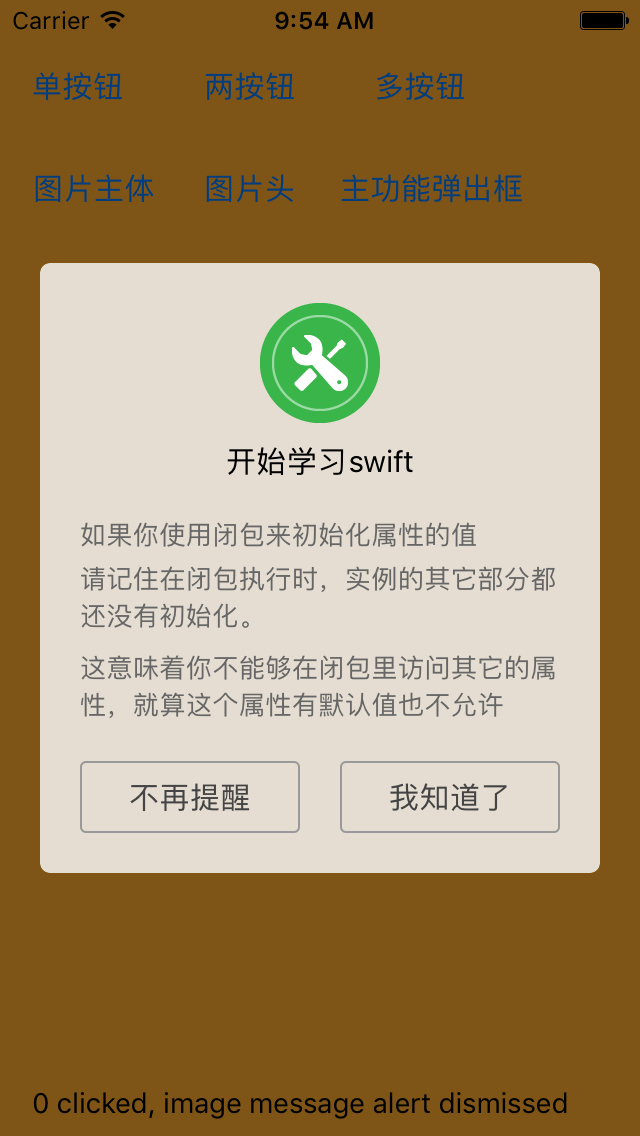 Carrier 9:54 AM
单按钮 两按钮 多按钮
图片主体 图片头 主功能弹出框
开始学习swift
如果你使用闭包来初始化属性的值
请记住在闭包执行时，实例的其它部分都
还没有初始化。
这意味着你不能够在闭包里访问其它的属
性，就算这个属性有默认值也不允许
不再提醒 我知道了
0 clicked, image message alert dismissed